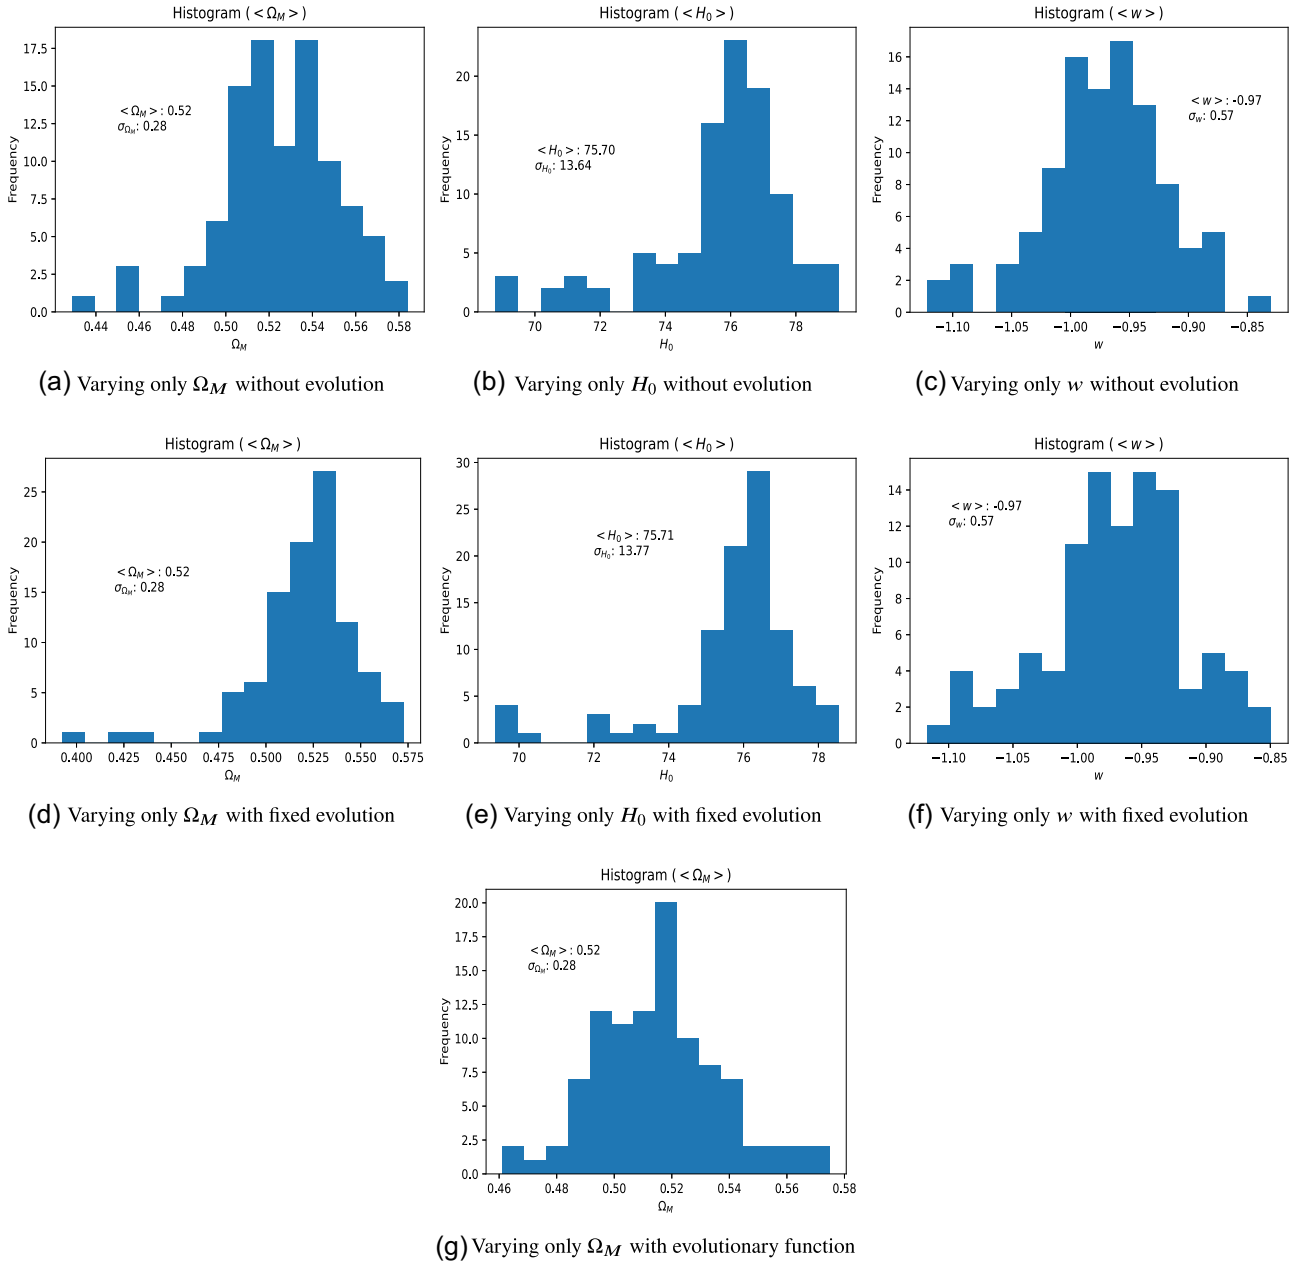 Histogram ( < Ω_M > )
17.5
15.0
12.5
10.0
7.5
5.0
2.5
0.0
Frequency
< Ω_M > : 0.52
σ_Ω_M: 0.28
0.44 0.46 0.48 0.50 0.52 0.54 0.56 0.58
Ω_M
(a) Varying only Ω_M without evolution
Histogram ( < H_0 > )
20
15
10
5
0
Frequency
< H_0 > : 75.70
σ_H_0: 13.64
70 72 74 76 78
H_0
(b) Varying only H_0 without evolution
Histogram ( < w > )
16
14
12
10
8
6
4
2
0
Frequency
< w > : -0.97
σ_w: 0.57
−1.10 −1.05 −1.00 −0.95 −0.90 −0.85
w
(c) Varying only w without evolution
Histogram ( < Ω_M > )
25
20
15
10
5
0
Frequency
< Ω_M > : 0.52
σ_Ω_M: 0.28
0.400 0.425 0.450 0.475 0.500 0.525 0.550 0.575
Ω_M
(d) Varying only Ω_M with fixed evolution
Histogram ( < H_0 > )
30
25
20
15
10
5
0
Frequency
< H_0 > : 75.71
σ_H_0: 13.77
70 72 74 76 78
H_0
(e) Varying only H_0 with fixed evolution
Histogram ( < w > )
14
12
10
8
6
4
2
0
Frequency
< w > : -0.97
σ_w: 0.57
−1.10 −1.05 −1.00 −0.95 −0.90 −0.85
w
(f) Varying only w with fixed evolution
Histogram ( < Ω_M > )
20.0
17.5
15.0
12.5
10.0
7.5
5.0
2.5
0.0
Frequency
< Ω_M > : 0.52
σ_Ω_M: 0.28
0.46 0.48 0.50 0.52 0.54 0.56 0.58
Ω_M
(g) Varying only Ω_M with evolutionary function